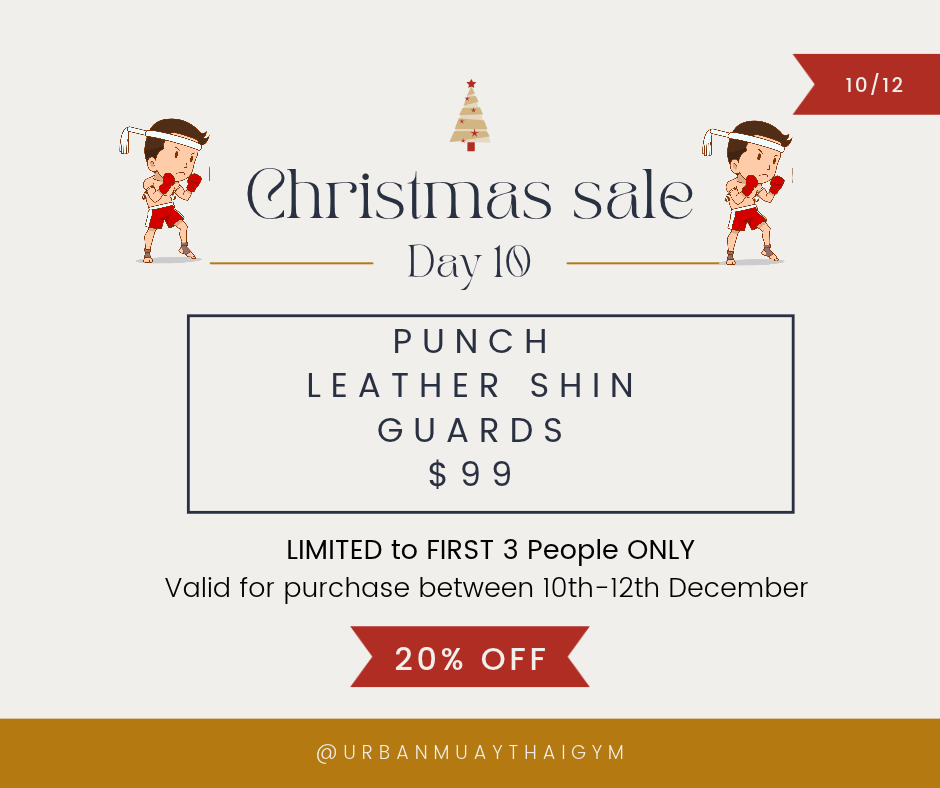 10/12
Christmas sale
Day 10
PUNCH
LEATHER SHIN
GUARDS
$99
LIMITED to FIRST 3 People ONLY
Valid for purchase between 10th-12th December
20% OFF
@URBANMUAYTHAIGYM